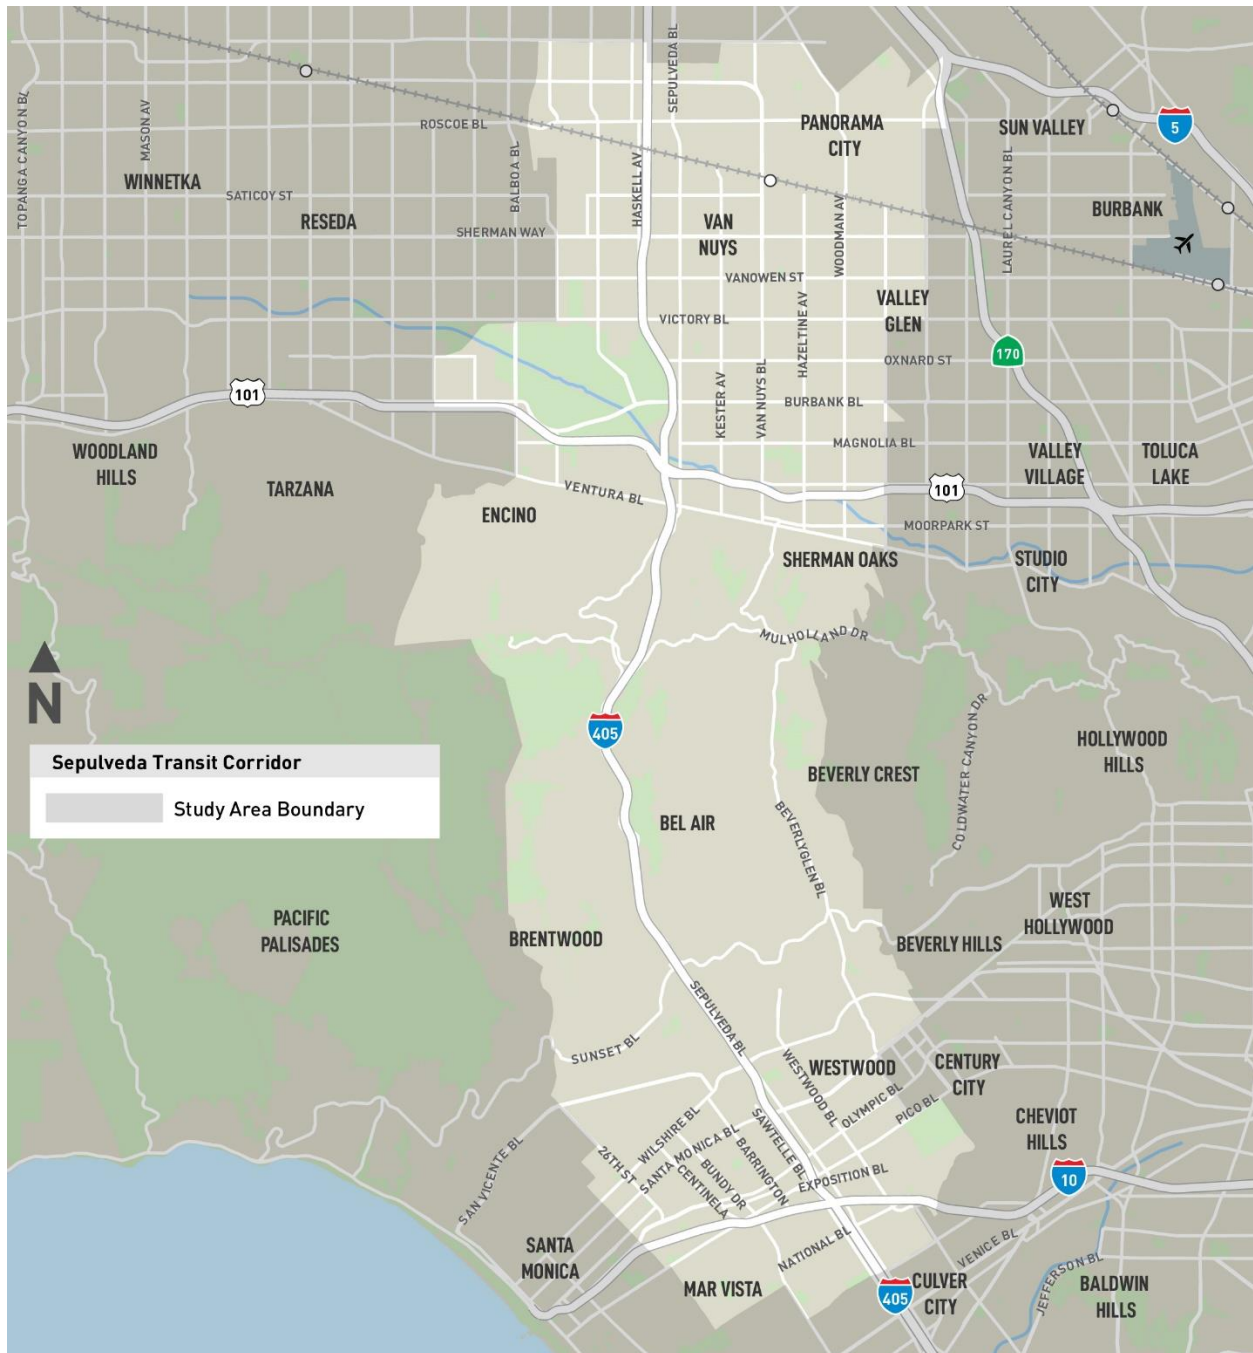 SEPULVEDA BL
TOPANGA CANYON BL
MASON AV
ROSCOE BL
BALBOA BL
HASKELL AV
PANORAMA
CITY
SUN VALLEY
5
WINNETKA
SATICOY ST
RESEDA
SHERMAN WAY
VAN
NUYS
WOODMAN AV
LAUREL CANYON BL
BURBANK
VANOWEN ST
VICTORY BL
HAZELTINE AV
VALLEY
GLEN
OXNARD ST
170
101
KESTER AV
VAN NUYS BL
BURBANK BL
MAGNOLIA BL
WOODLAND
HILLS
TARZANA
VALLEY
VILLAGE
TOLUCA
LAKE
ENCINO
VENTURA BL
101
MOORPARK ST
SHERMAN OAKS
STUDIO
CITY
MULHOLLAND DR
N
405
COLDWATER CANYON DR
HOLLYWOOD
HILLS
Sepulveda Transit Corridor
Study Area Boundary
BEVERLY CREST
BEL AIR
BEVERLYGLEN BL
PACIFIC
PALISADES
BRENTWOOD
BEVERLY HILLS
WEST
HOLLYWOOD
SEPULVEDA BL
SUNSET BL
WESTWOOD
WESTWOOD BL
CENTURY
CITY
OLYMPIC BL
PICO BL
CHEVIOT
HILLS
SAN VICENTE BL
26TH ST
WILSHIRE BL
SANTA MONICA BL
CENTINELA
BUNDY DR
BARRINGTON
SAWTELLE BL
EXPOSITION BL
10
SANTA
MONICA
NATIONAL BL
VENICE BL
JEFFERSON BL
MAR VISTA
405
CULVER
CITY
BALDWIN
HILLS